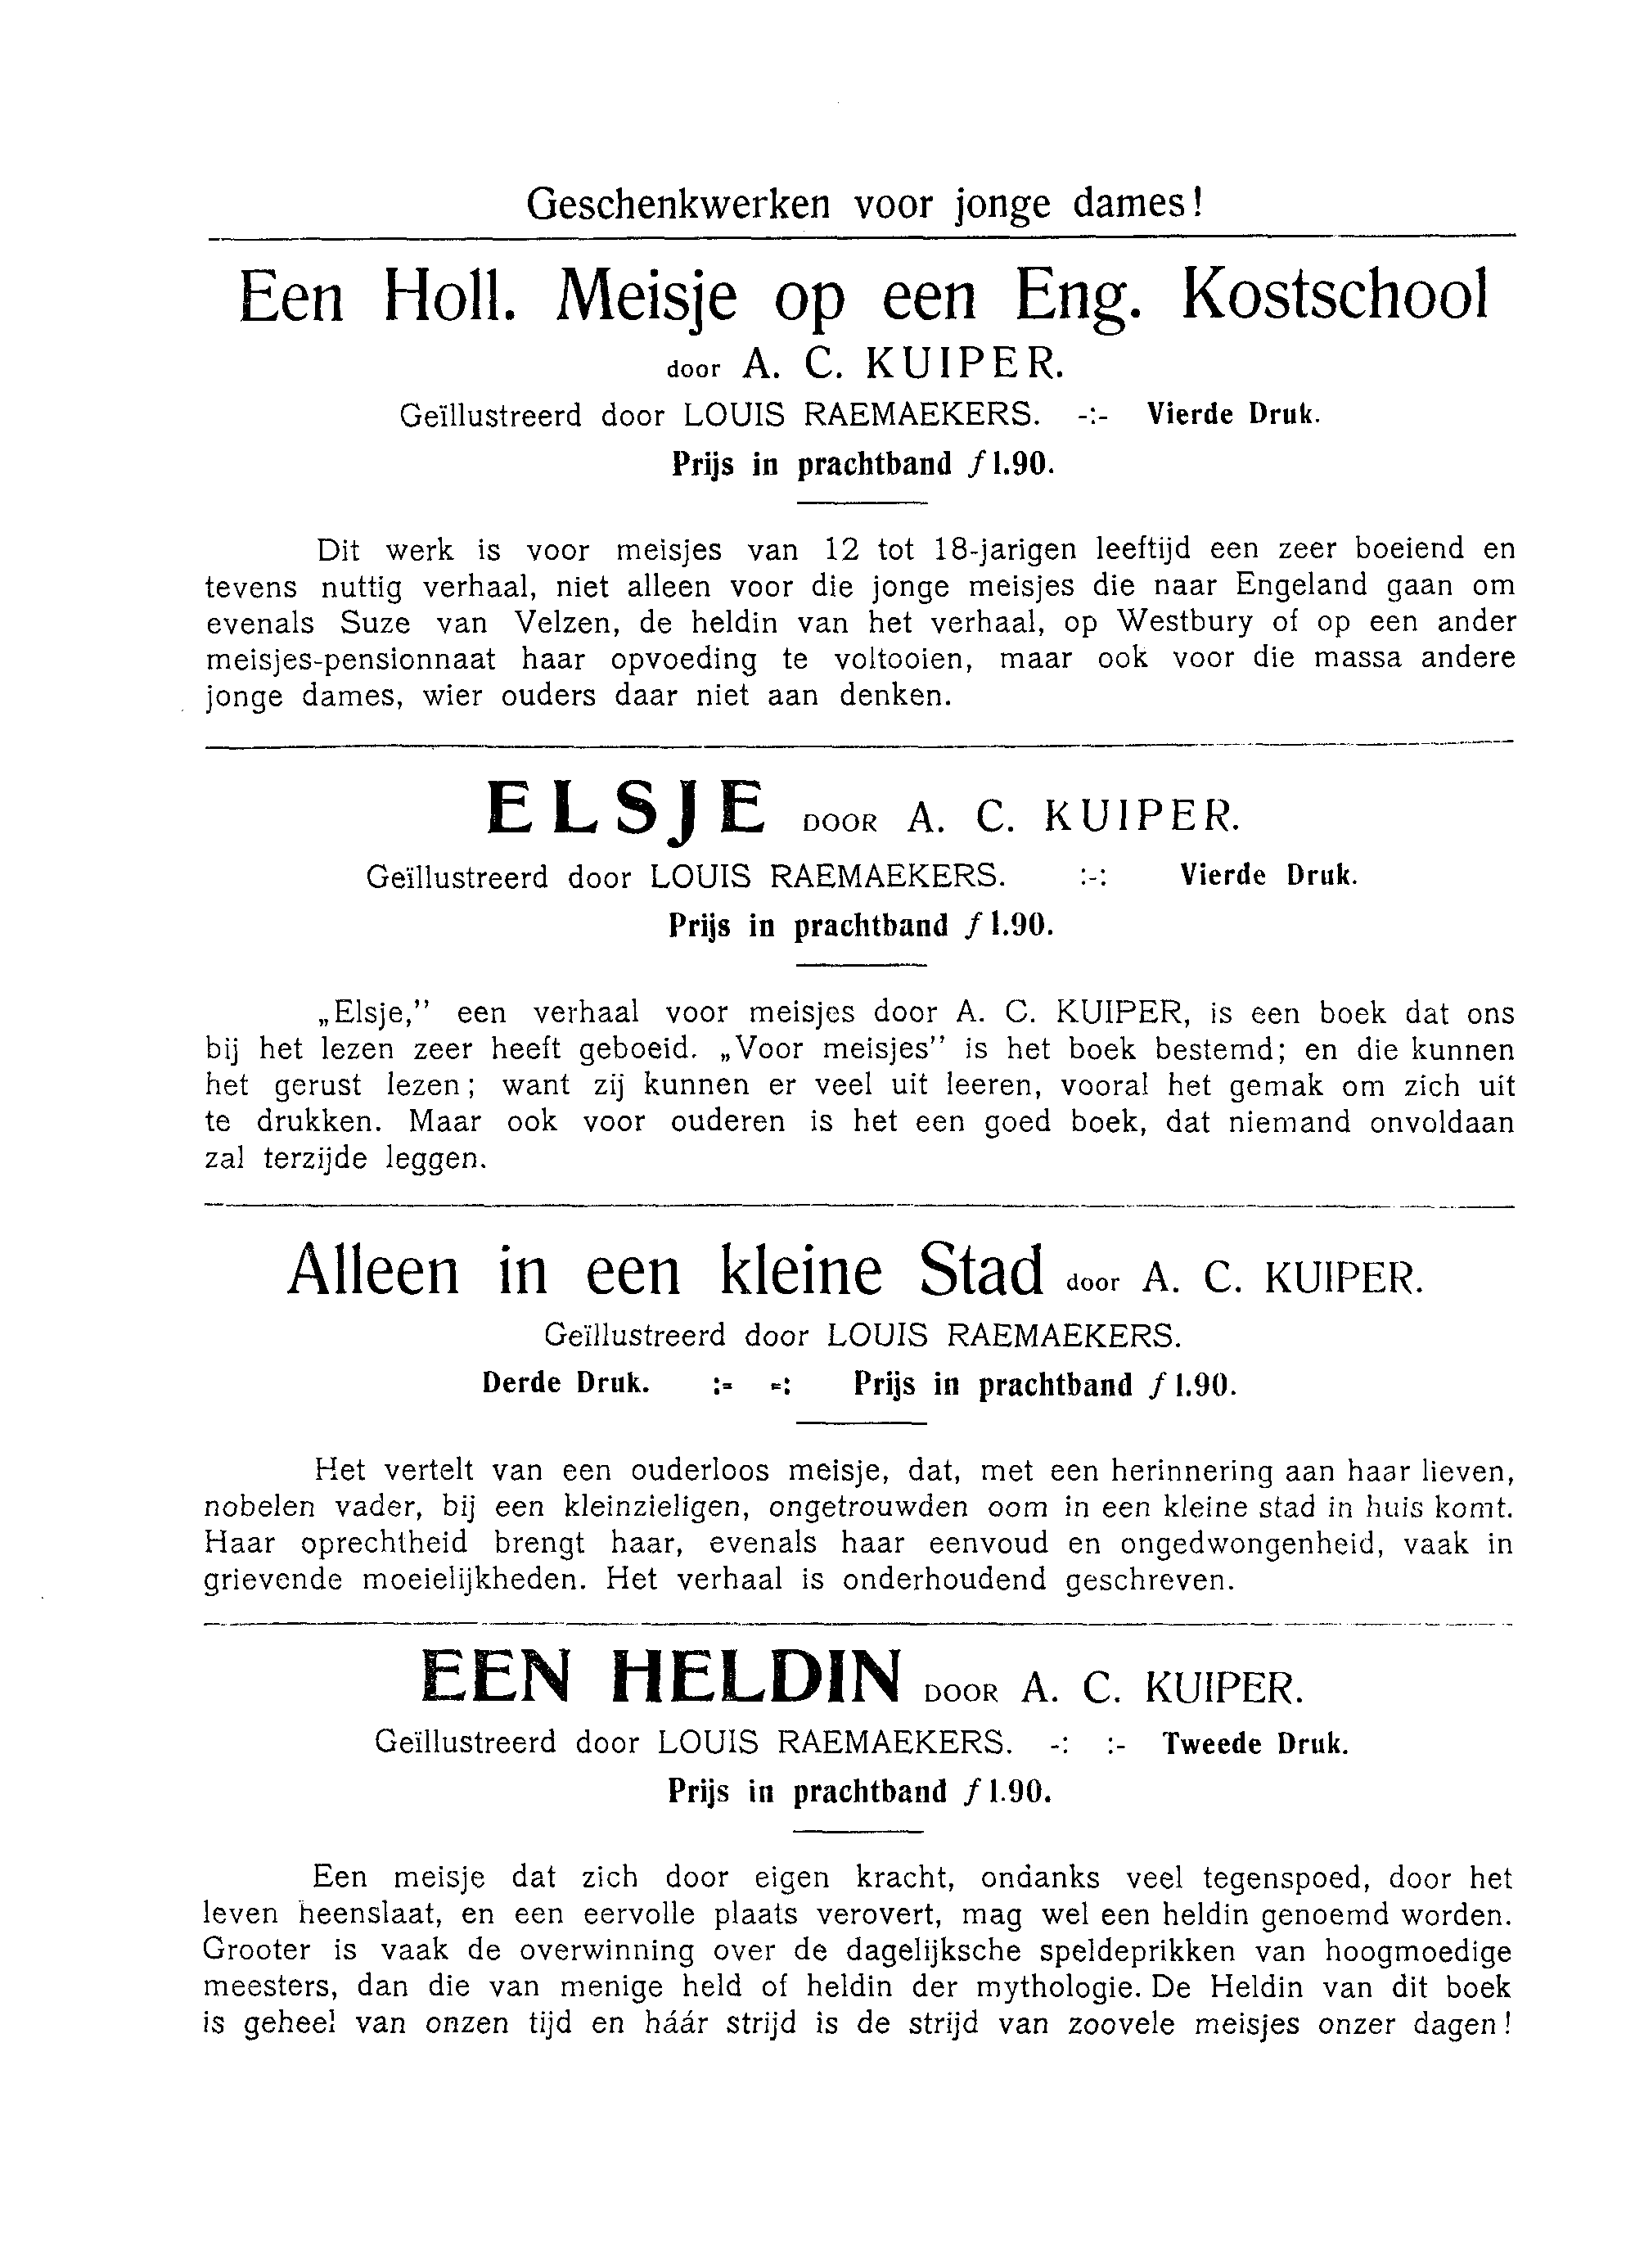 Geschenkwerken voor jonge dames!
Een Holl. Meisje op een Eng. Kostschool
door A. C. KUIPER.
Geïllustreerd door LOUIS RAEMAEKERS. -:- Vierde Druk.
Prijs in prachtband ƒ 1.90.
Dit werk is voor meisjes van 12 tot 18-jarigen leeftijd een zeer boeiend en
tevens nuttig verhaal, niet alleen voor die jonge meisjes die naar Engeland gaan om
evenals Suze van Velzen, de heldin van het verhaal, op Westbury of op een ander
meisjes-pensionnaat haar opvoeding te voltooien, maar ook voor die massa andere
jonge dames, wier ouders daar niet aan denken.
ELSJE DOOR A. C. KUIPER.
Geïllustreerd door LOUIS RAEMAEKERS. :-: Vierde Druk.
Prijs in prachtband ƒ 1.90.
„Elsje,” een verhaal voor meisjes door A. C. KUIPER, is een boek dat ons
bij het lezen zeer heeft geboeid. „Voor meisjes” is het boek bestemd; en die kunnen
het gerust lezen; want zij kunnen er veel uit leeren, vooral het gemak om zich uit
te drukken. Maar ook voor ouderen is het een goed boek, dat niemand onvoldaan
zal terzijde leggen.
Alleen in een kleine Stad door A. C. KUIPER.
Geïllustreerd door LOUIS RAEMAEKERS.
Derde Druk. :- -: Prijs in prachtband ƒ 1.90.
Het vertelt van een ouderloos meisje, dat, met een herinnering aan haar lieven,
nobelen vader, bij een kleinzieligen, ongetrouwden oom in een kleine stad in huis komt.
Haar oprechtheid brengt haar, evenals haar eenvoud en ongedwongenheid, vaak in
grievende moeielijkheden. Het verhaal is onderhoudend geschreven.
EEN HELDIN DOOR A. C. KUIPER.
Geïllustreerd door LOUIS RAEMAEKERS. -: :- Tweede Druk.
Prijs in prachtband ƒ 1.90.
Een meisje dat zich door eigen kracht, ondanks veel tegenspoed, door het
leven heenslaat, en een eervolle plaats verovert, mag wel een heldin genoemd worden.
Grooter is vaak de overwinning over de dagelijksche speldeprikken van hoogmoedige
meesters, dan die van menige held of heldin der mythologie. De Heldin van dit boek
is geheel van onzen tijd en háár strijd is de strijd van zoovele meisjes onzer dagen!